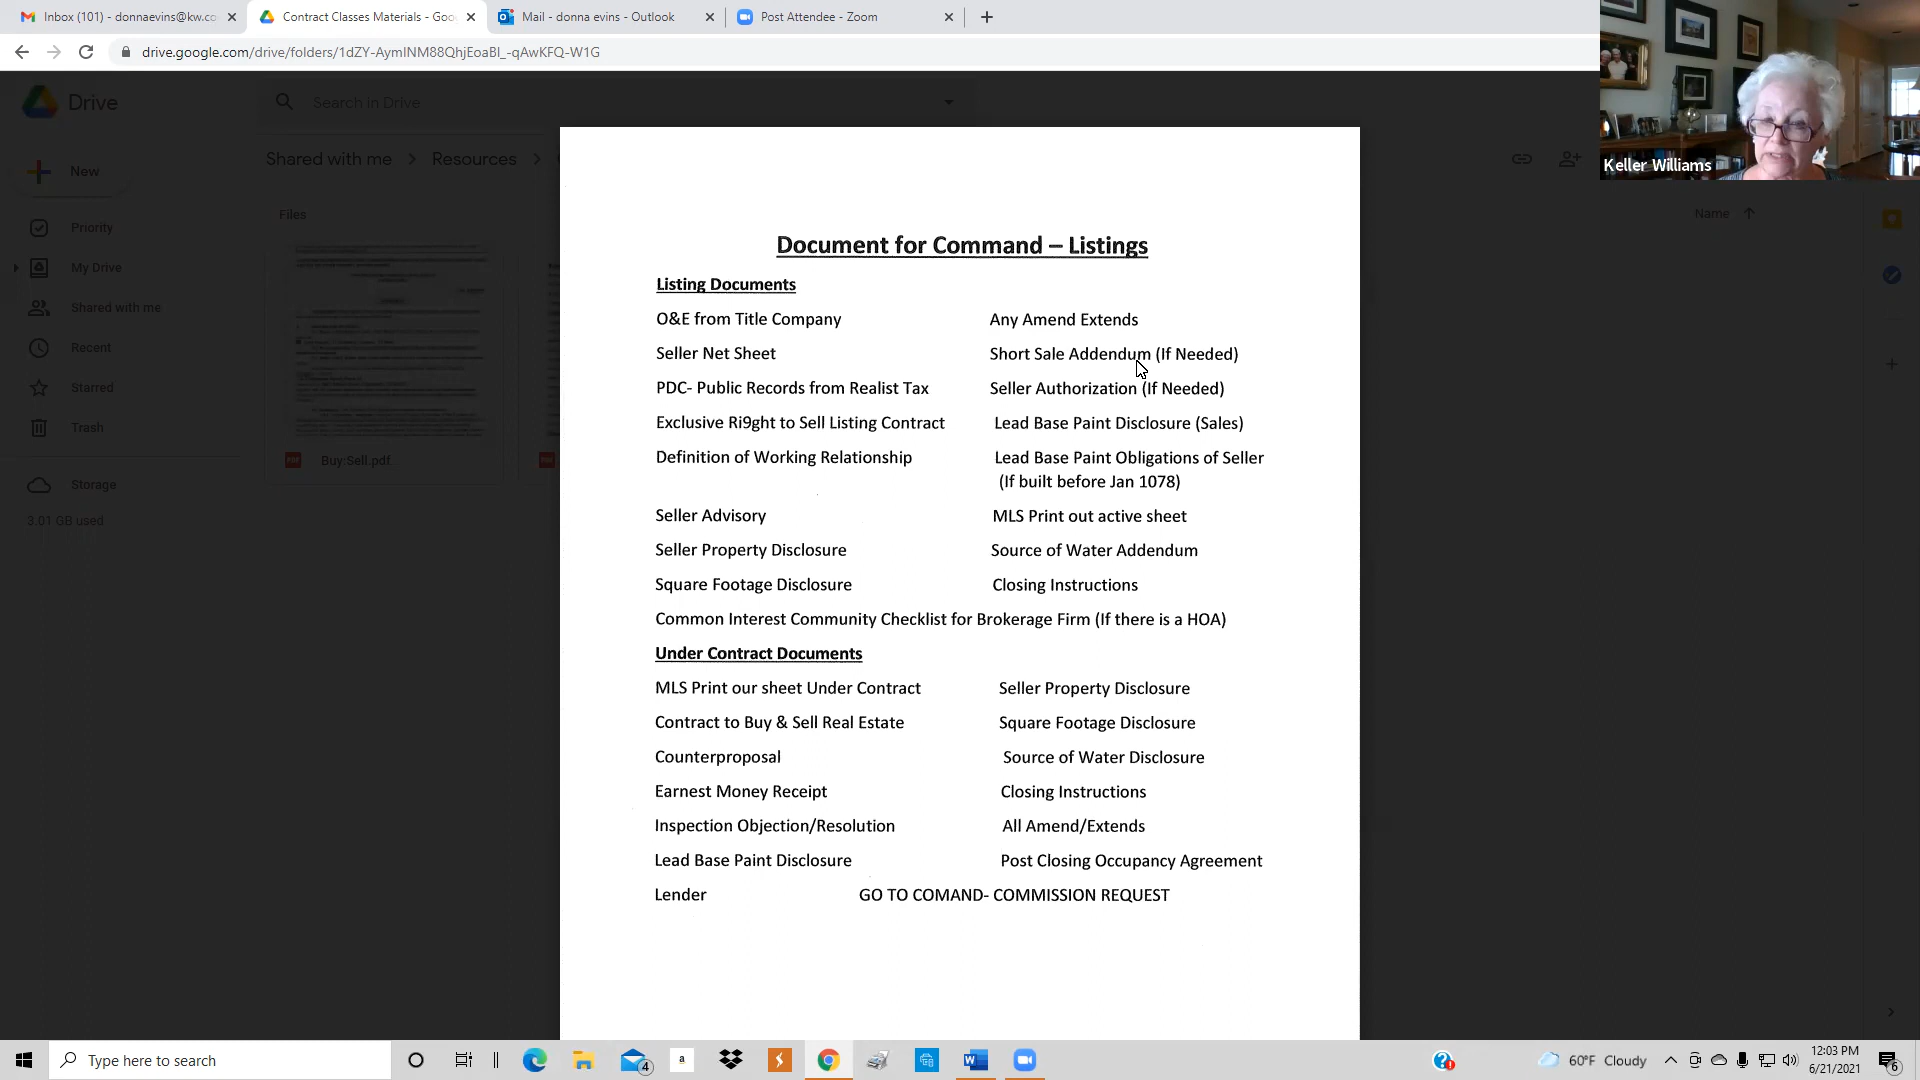 Inbox (101) - donnaevins@kw.co
Contract Classes Materials - Goo
Mail - donna evins - Outlook
Post Attendee - Zoom
drive.google.com/drive/folders/1dZY-AymINM88QhjEoaBI_-qAwKFQ-W1G
Drive
Search in Drive
Keller Williams
New
Shared with me > Resources >
Files
Name
Priority
My Drive
Shared with me
Recent
Starred
Trash
Storage
3.01 GB used
Buy:Sell.pdf
Document for Command – Listings
Listing Documents
O&E from Title Company Any Amend Extends
Seller Net Sheet Short Sale Addendum (If Needed)
PDC- Public Records from Realist Tax Seller Authorization (If Needed)
Exclusive Ri9ght to Sell Listing Contract Lead Base Paint Disclosure (Sales)
Definition of Working Relationship Lead Base Paint Obligations of Seller
(If built before Jan 1078)
Seller Advisory MLS Print out active sheet
Seller Property Disclosure Source of Water Addendum
Square Footage Disclosure Closing Instructions
Common Interest Community Checklist for Brokerage Firm (If there is a HOA)
Under Contract Documents
MLS Print our sheet Under Contract Seller Property Disclosure
Contract to Buy & Sell Real Estate Square Footage Disclosure
Counterproposal Source of Water Disclosure
Earnest Money Receipt Closing Instructions
Inspection Objection/Resolution All Amend/Extends
Lead Base Paint Disclosure Post Closing Occupancy Agreement
Lender GO TO COMAND- COMMISSION REQUEST
Type here to search
4
a
60°F Cloudy
12:03 PM
6/21/2021
6